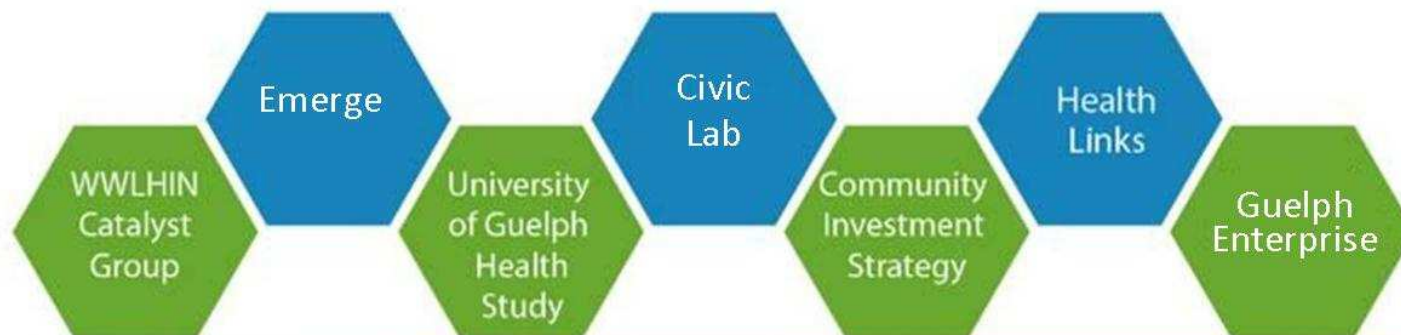 WWLHIN
Catalyst
Group
Emerge
University
of Guelph
Health
Study
Civic
Lab
Community
Investment
Strategy
Health
Links
Guelph
Enterprise